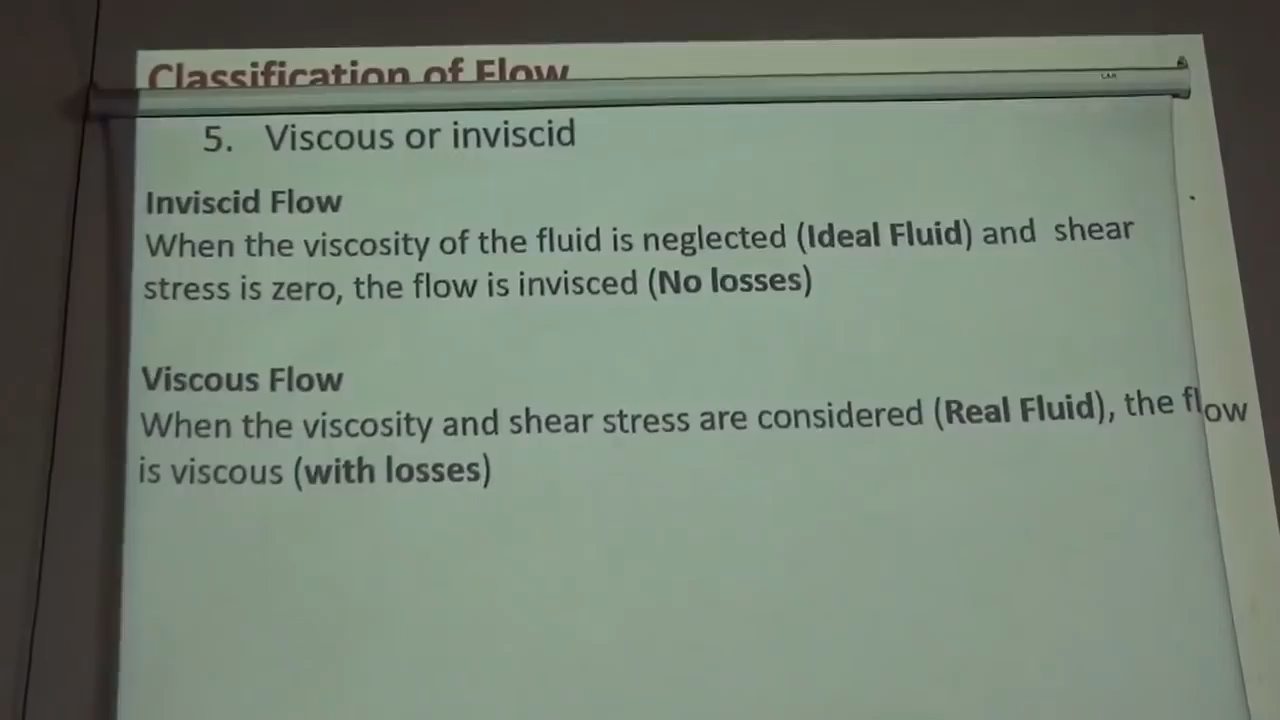 Classification of Flow
5. Viscous or inviscid
Inviscid Flow
When the viscosity of the fluid is neglected (Ideal Fluid) and shear
stress is zero, the flow is invisced (No losses)
Viscous Flow
When the viscosity and shear stress are considered (Real Fluid), the flow
is viscous (with losses)